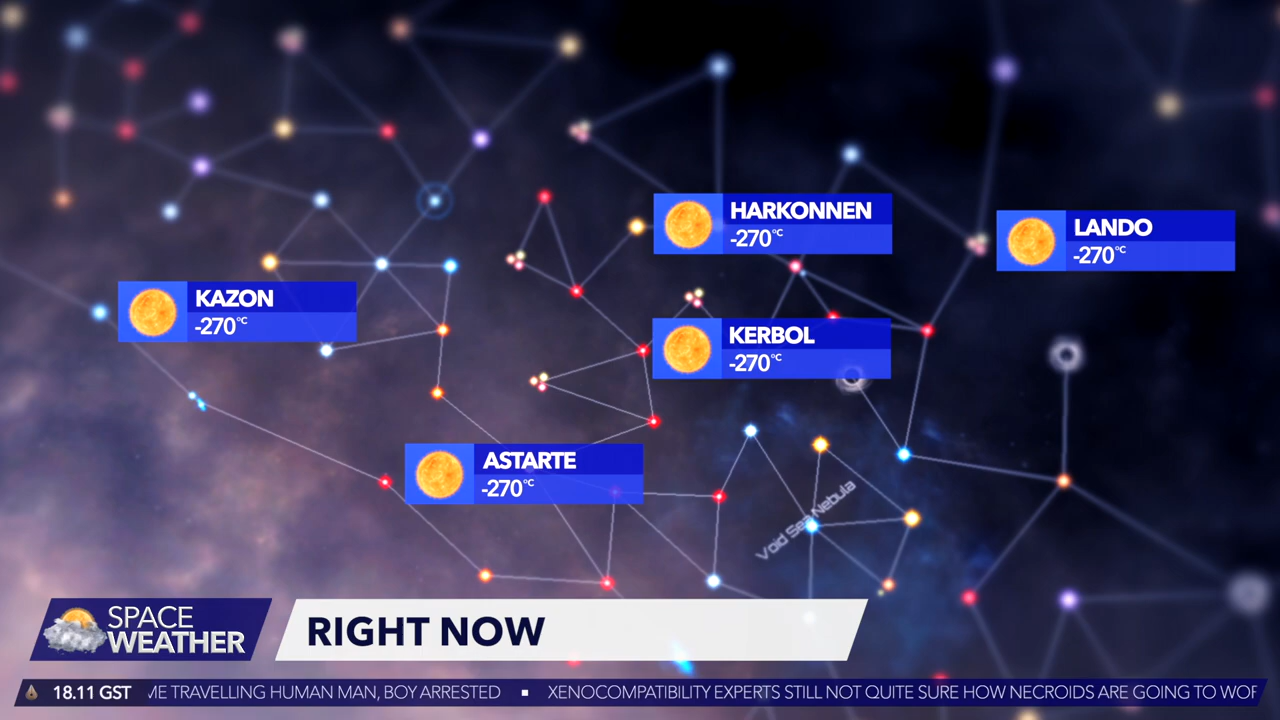 HARKONNEN
-270°C
LANDO
-270°C
KAZON
-270°C
KERBOL
-270°C
ASTARTE
-270°C
Void Sea Nebula
SPACE
WEATHER
RIGHT NOW
18.11 GST ME TRAVELLING HUMAN MAN, BOY ARRESTED ▪ XENOCOMPATIBILITY EXPERTS STILL NOT QUITE SURE HOW NECROIDS ARE GOING TO WOR